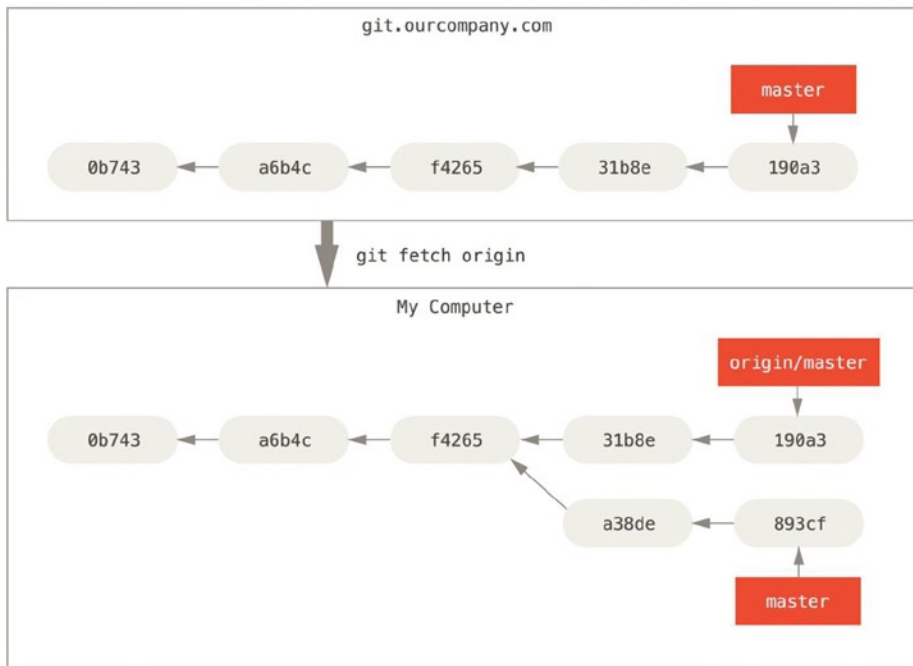 git.ourcompany.com
master
0b743 a6b4c f4265 31b8e 190a3
git fetch origin
My Computer
origin/master
0b743 a6b4c f4265 31b8e 190a3
a38de 893cf
master